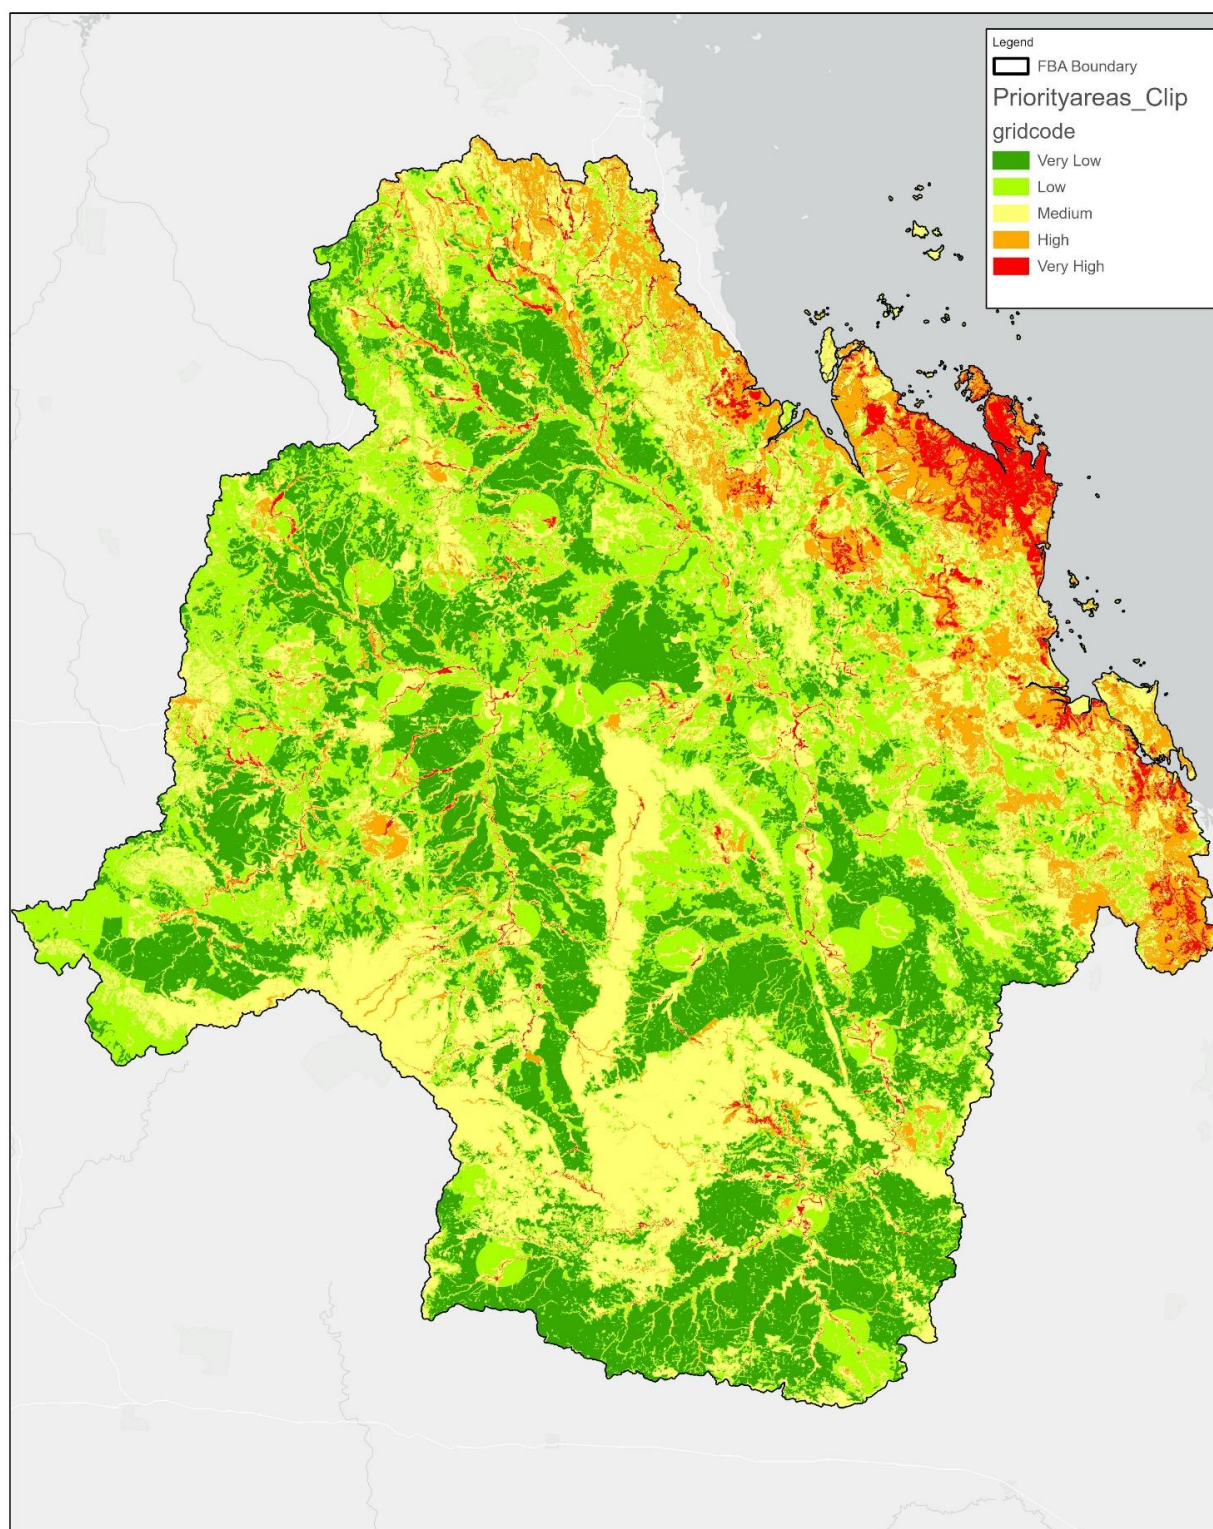 Legend
FBA Boundary
Priorityareas_Clip
gridcode
Very Low
Low
Medium
High
Very High